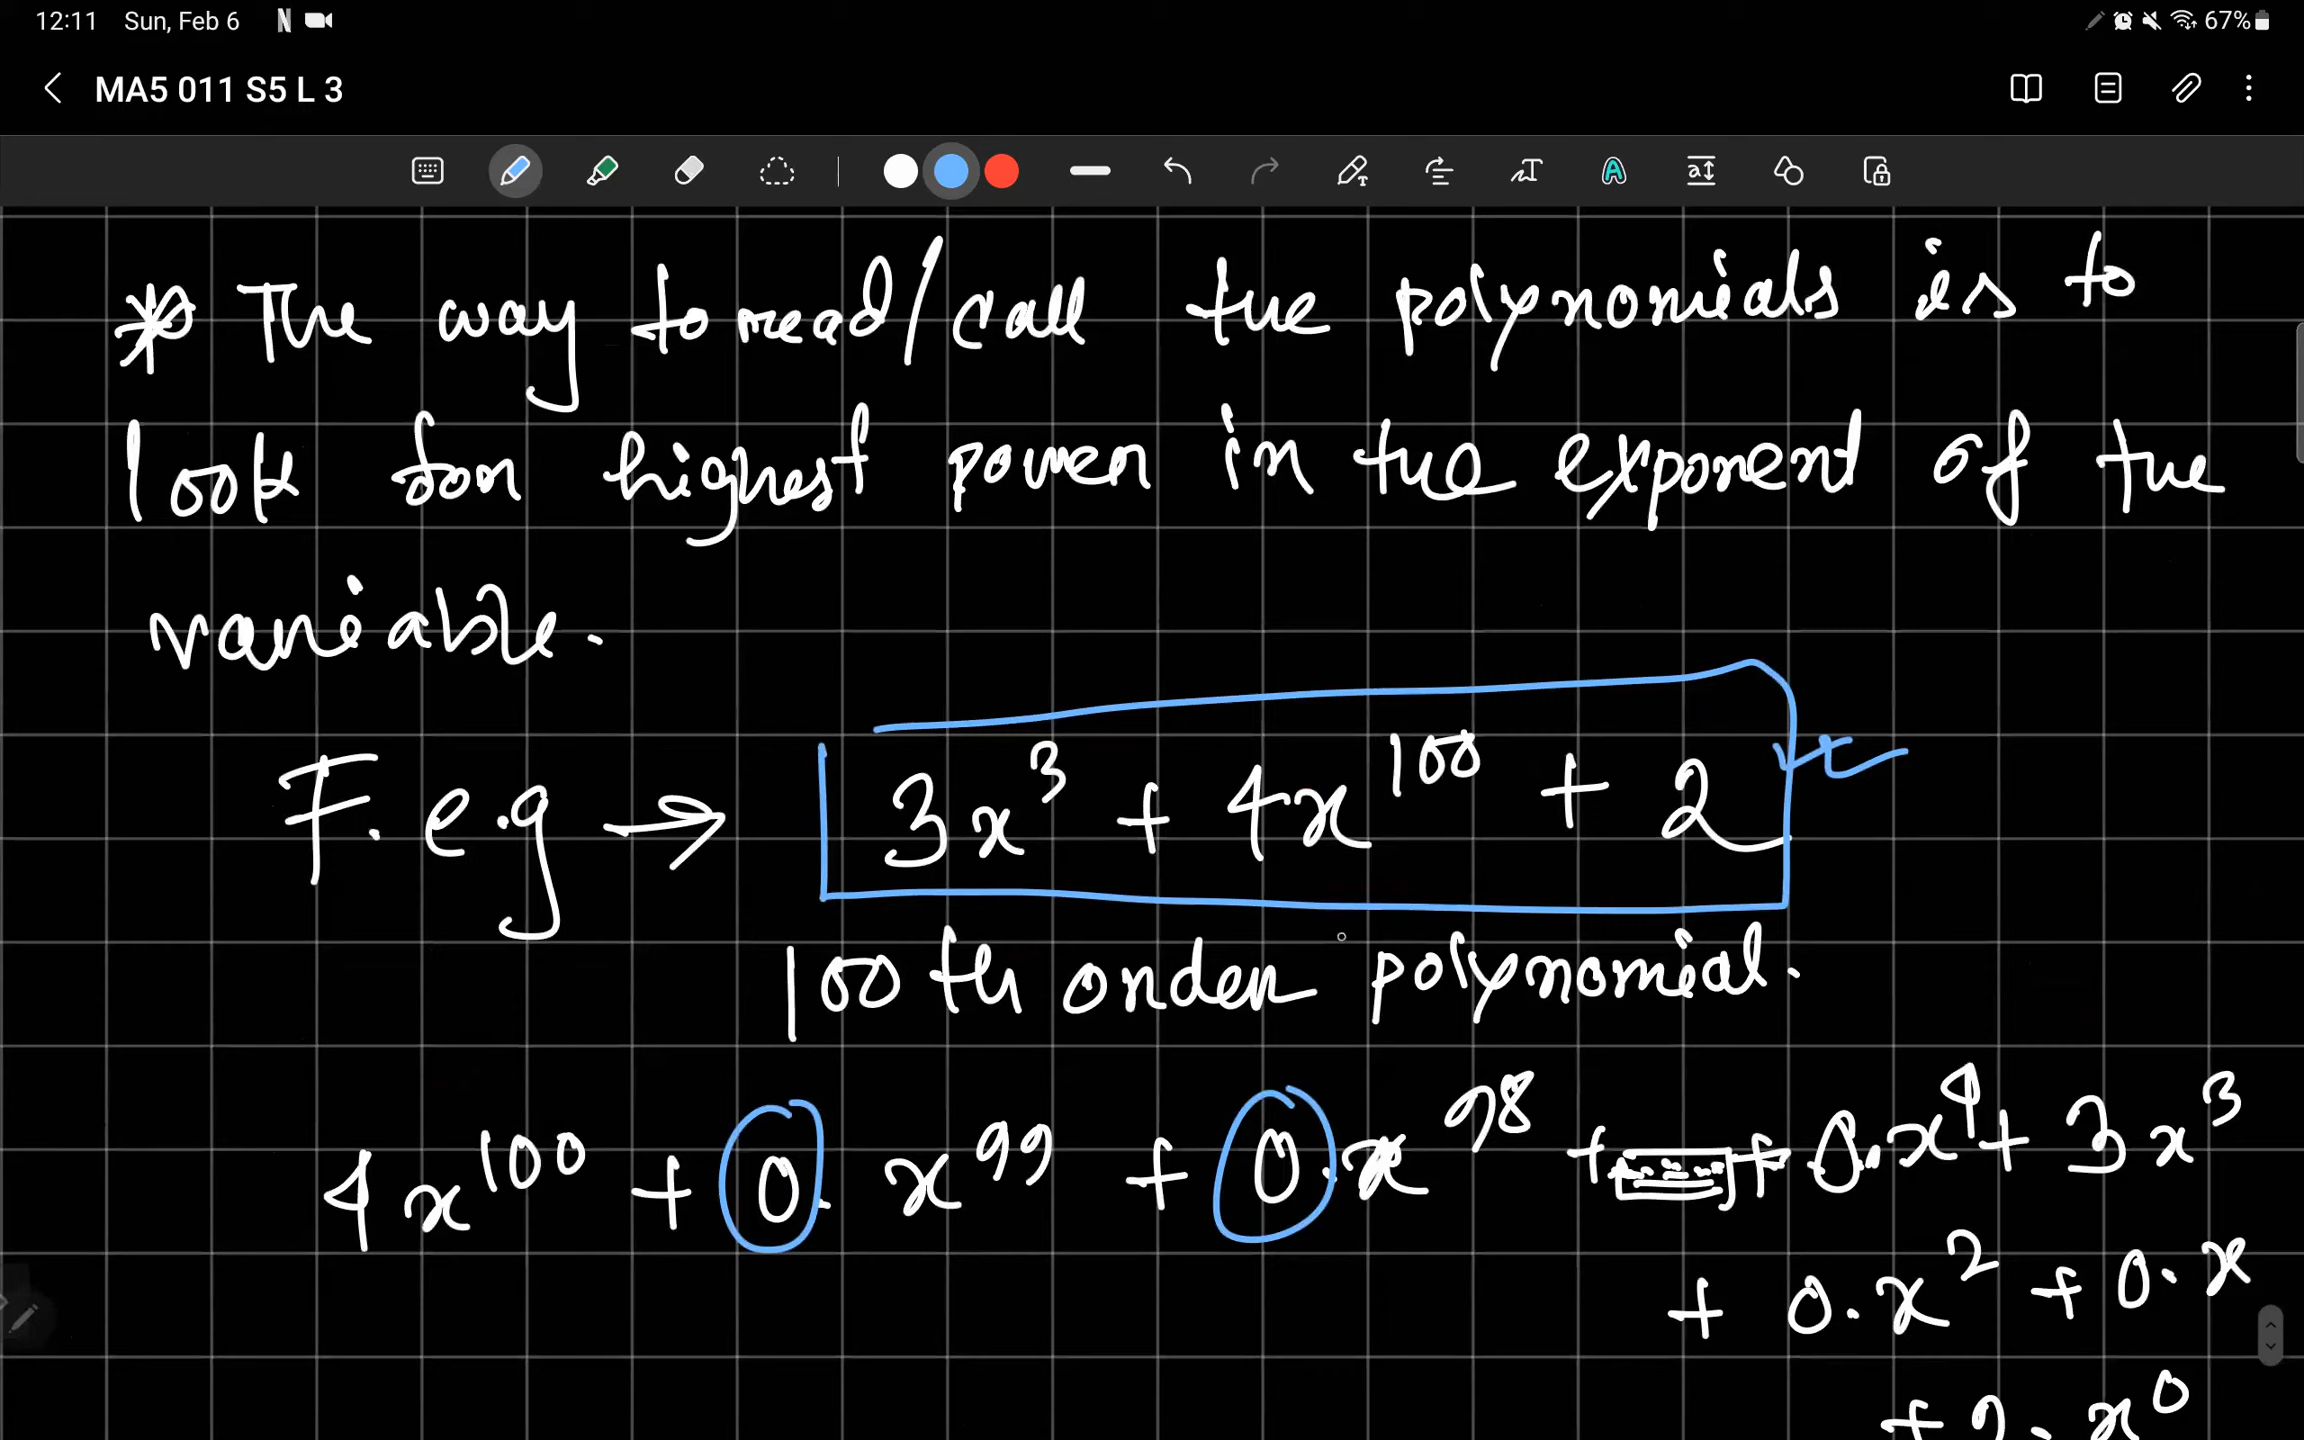 12:11 Sun, Feb 6 N 67%
MA5 011 S5 L 3
* The way to read/call the polynomials is to
look for highest power in the exponent of the
variable.
F. e.g → 3x³ + 4x¹⁰⁰ + 2
100th order polynomial.
4x¹⁰⁰ + 0. x⁹⁹ + 0.x⁹⁸ + + 0.x⁴ + 3x³
+ 0.x² + 0.x
+ 2.x⁰